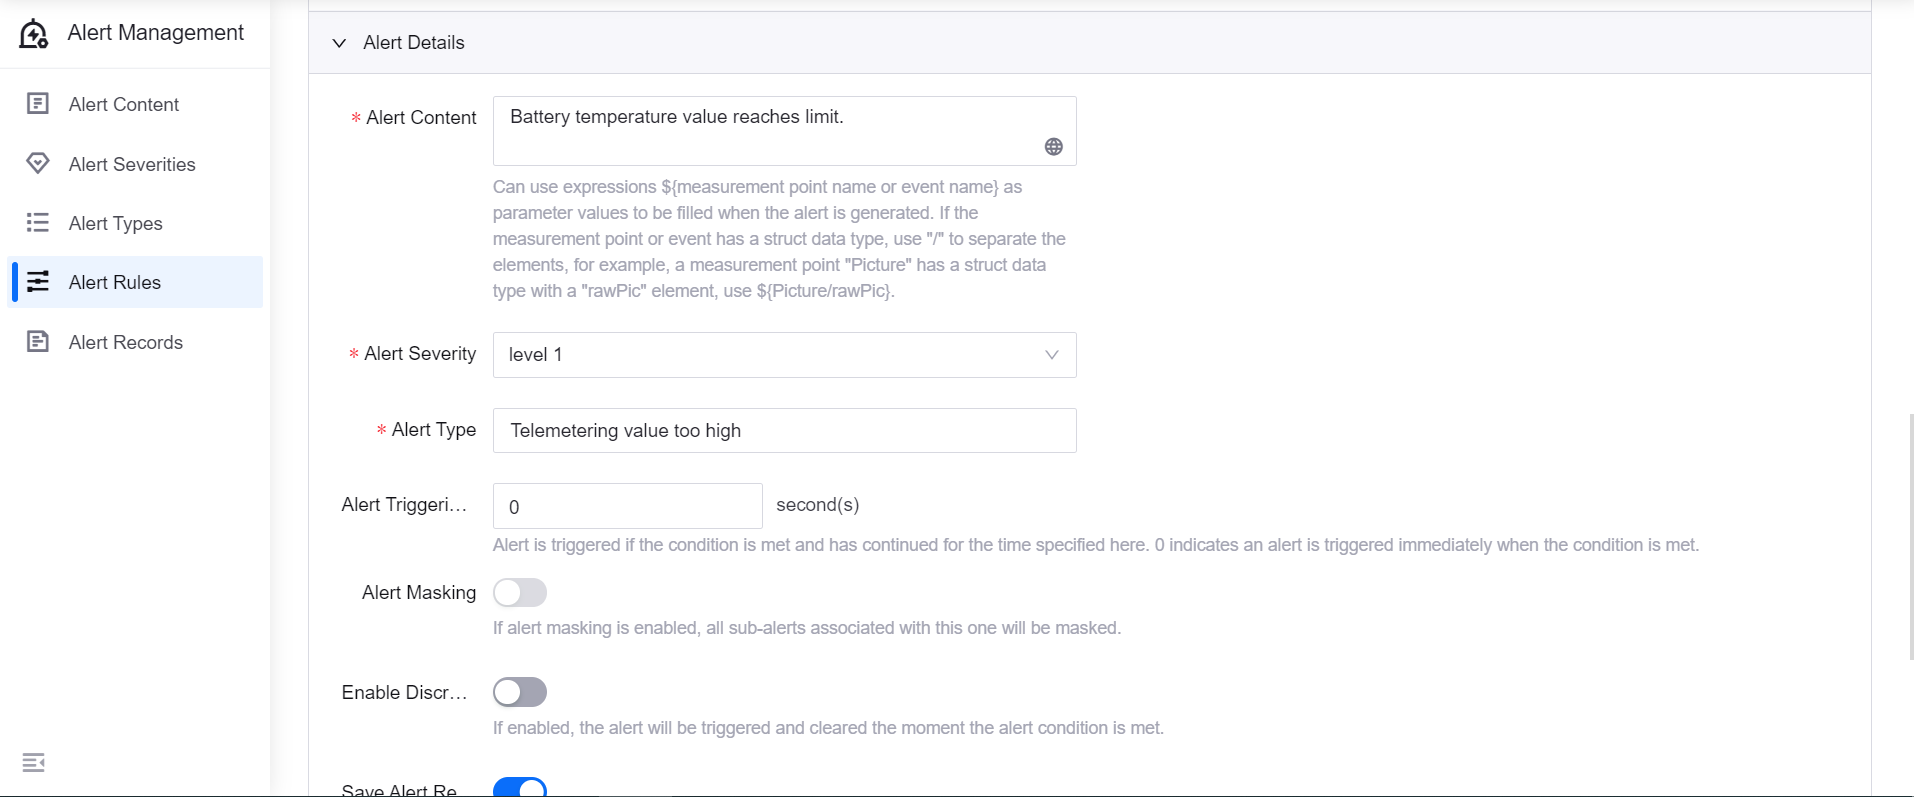 Alert Management
Alert Content
Alert Severities
Alert Types
Alert Rules
Alert Records
Alert Details
* Alert Content
Battery temperature value reaches limit.
Can use expressions ${measurement point name or event name} as
parameter values to be filled when the alert is generated. If the
measurement point or event has a struct data type, use "/" to separate the
elements, for example, a measurement point "Picture" has a struct data
type with a "rawPic" element, use ${Picture/rawPic}.
* Alert Severity
level 1
* Alert Type
Telemetering value too high
Alert Triggeri...
0
second(s)
Alert is triggered if the condition is met and has continued for the time specified here. 0 indicates an alert is triggered immediately when the condition is met.
Alert Masking
If alert masking is enabled, all sub-alerts associated with this one will be masked.
Enable Discr...
If enabled, the alert will be triggered and cleared the moment the alert condition is met.
Save Alert Re...